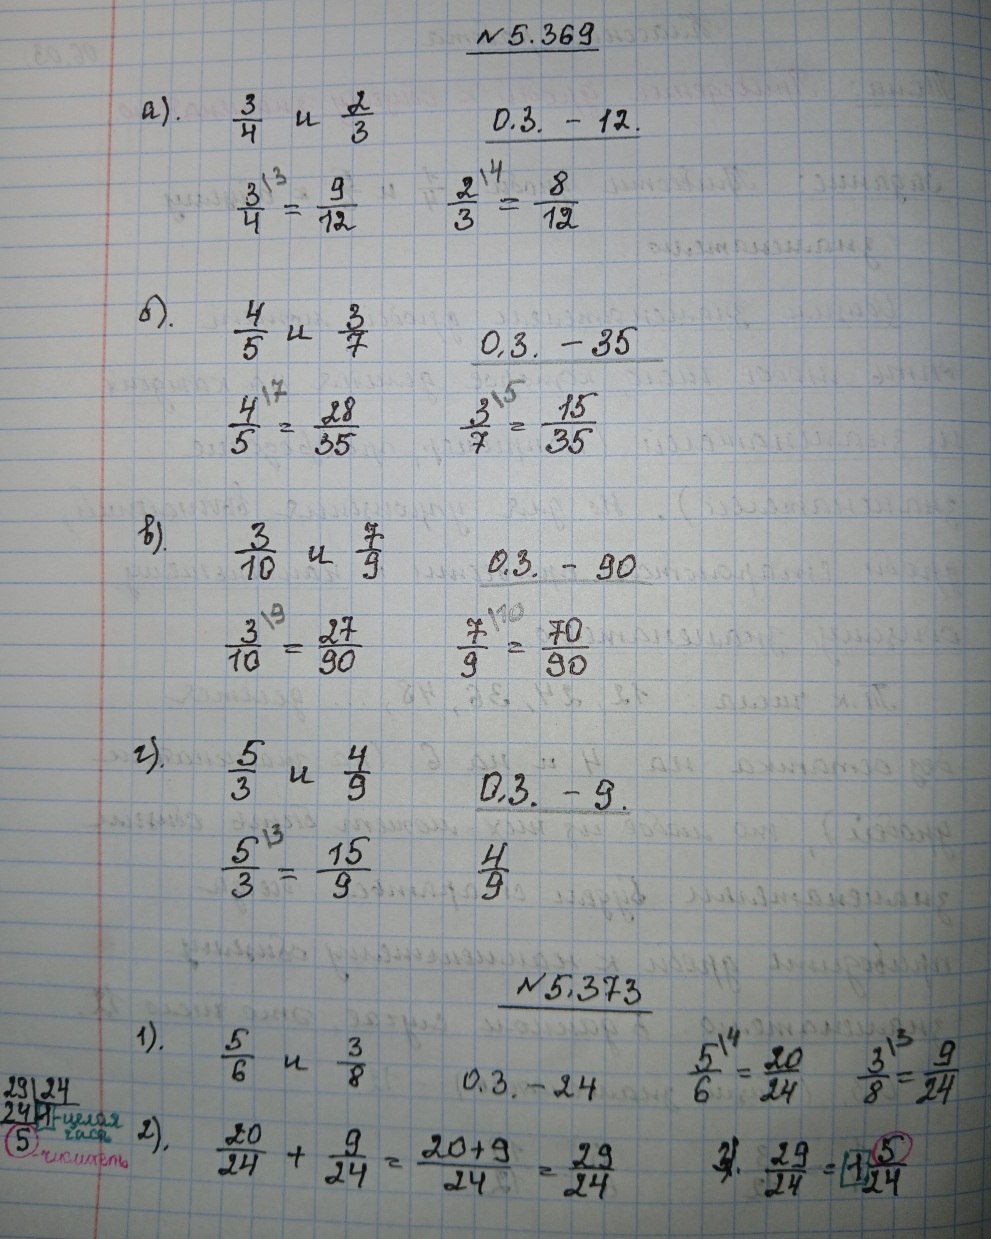 №5.369
а). 3/4 и 2/3 О.З. – 12.
3/4\3 = 9/12 2/3\4 = 8/12
б). 4/5 и 3/7 О.З. – 35
4/5\7 = 28/35 3/7\5 = 15/35
в). 3/10 и 7/9 О.З. – 90
3/10\9 = 27/90 7/9\10 = 70/90
г). 5/3 и 4/9 О.З. – 9.
5/3\3 = 15/9 4/9
№5.373
1). 5/6 и 3/8 О.З. – 24 5/6\4 = 20/24 3/8\3 = 9/24
29|24
24 1 - целая
часть
5 - числитель
2). 20/24 + 9/24 = 20+9/24 = 29/24 29/24 = 1 5/24